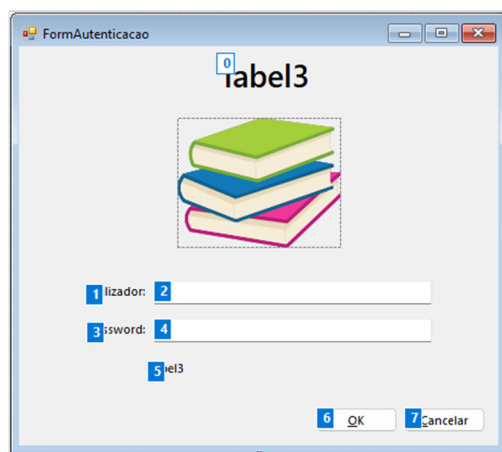 FormAutenticacao
0
label3
1 lizador: 2
3 ssword: 4
5 bel3
6 OK 7 Cancelar